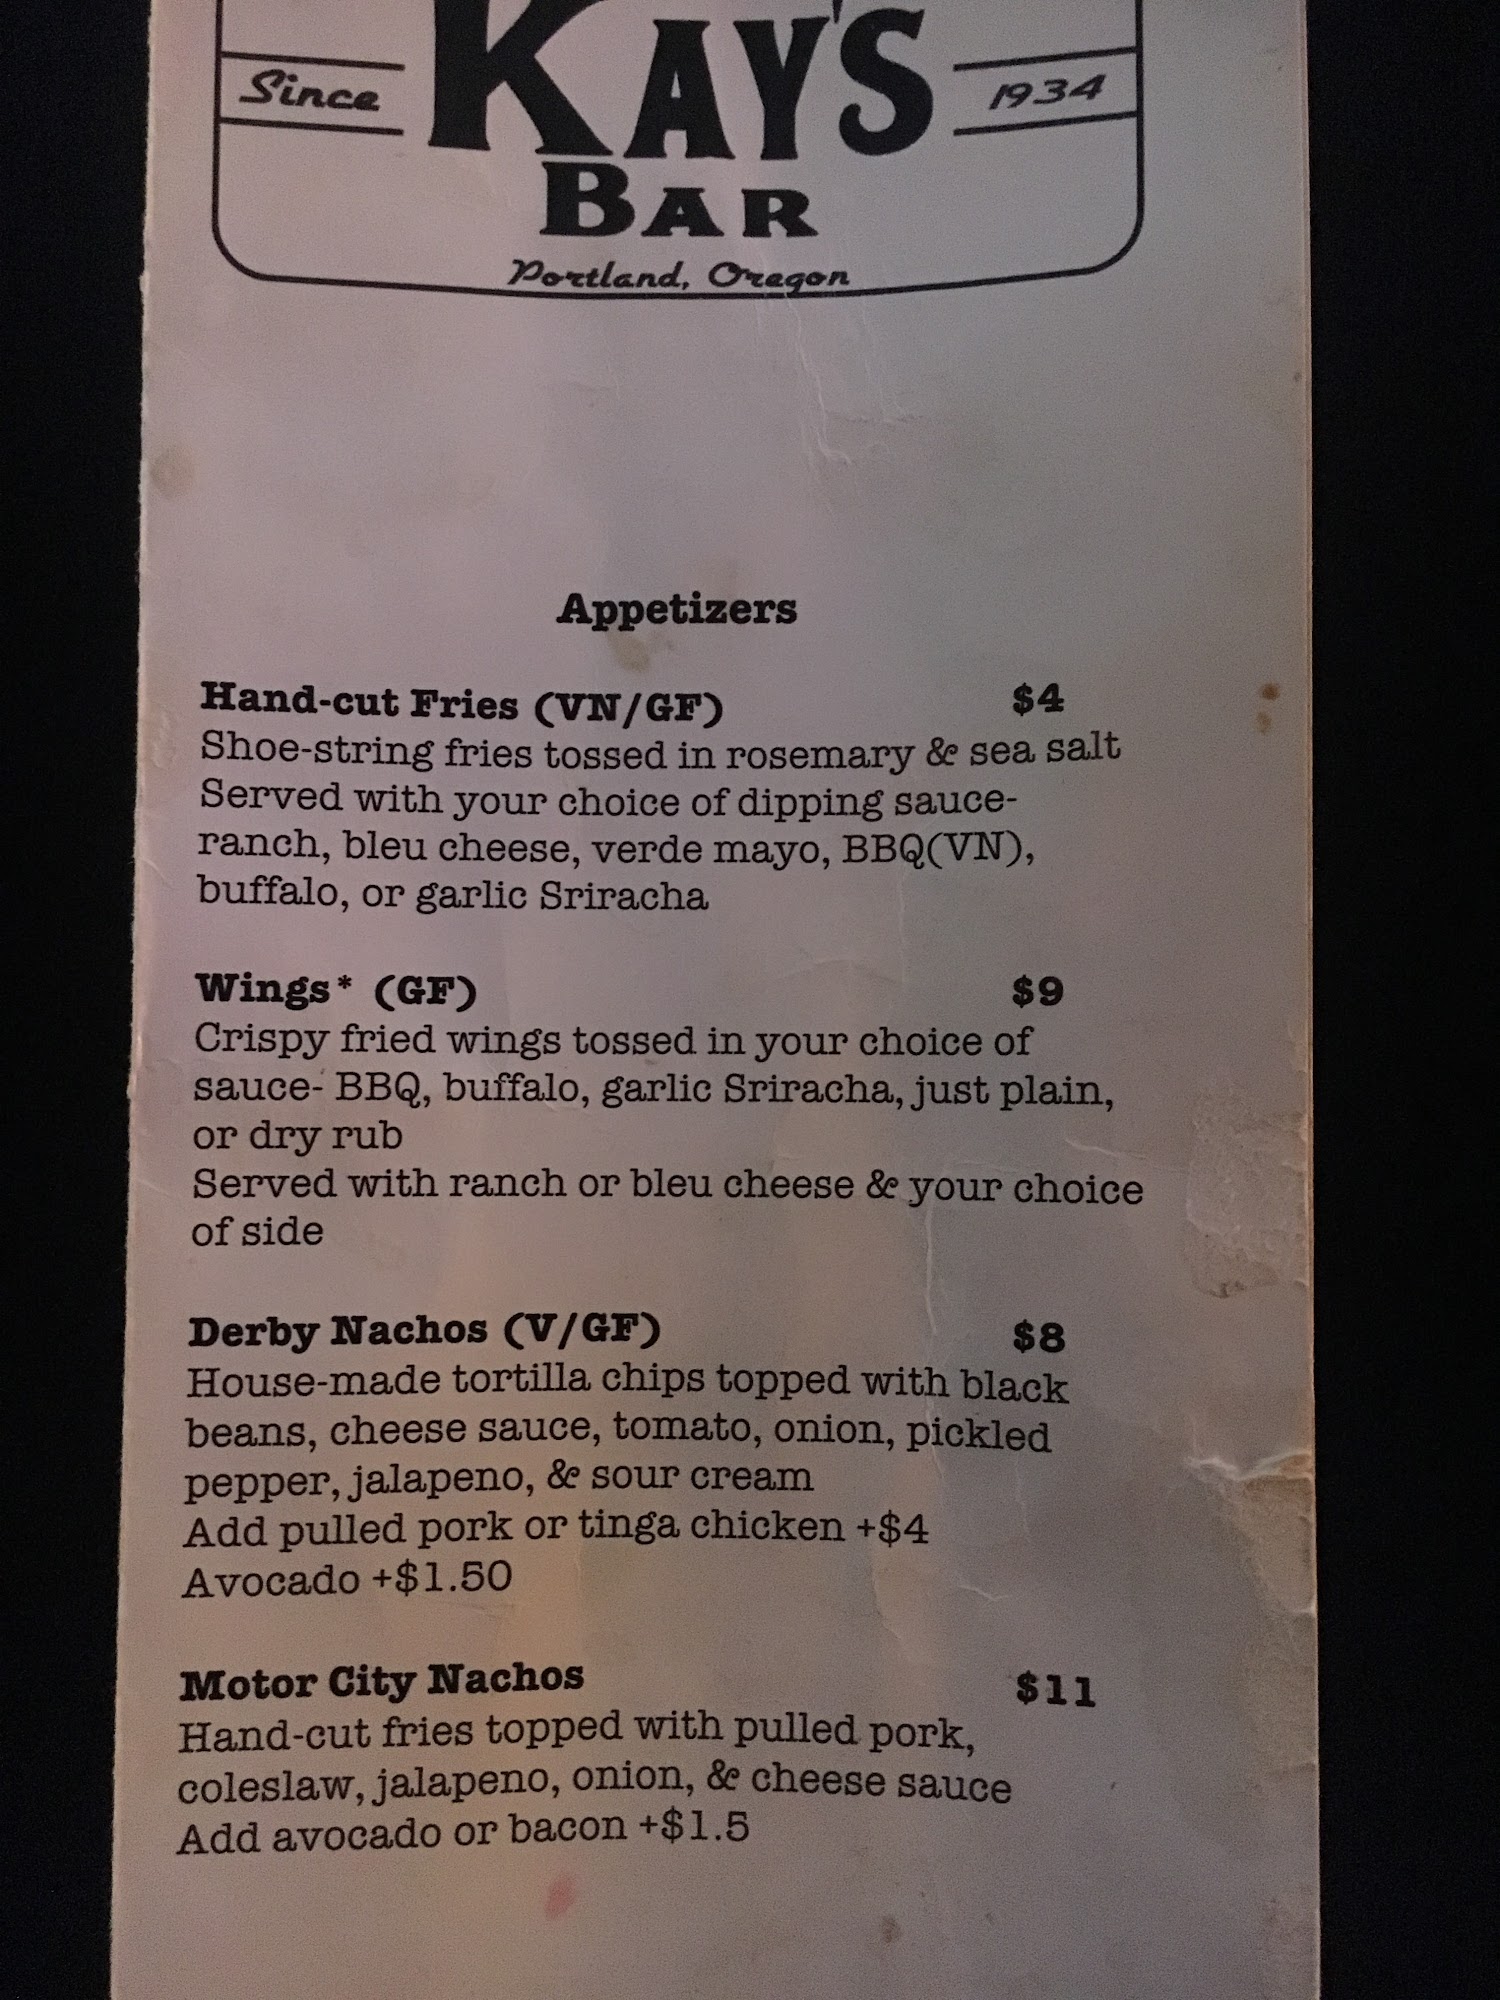 KAY'S
Since 1934
BAR
Portland, Oregon
Appetizers
Hand-cut Fries (VN/GF) $4
Shoe-string fries tossed in rosemary & sea salt
Served with your choice of dipping sauce-
ranch, bleu cheese, verde mayo, BBQ(VN),
buffalo, or garlic Sriracha
Wings* (GF) $9
Crispy fried wings tossed in your choice of
sauce- BBQ, buffalo, garlic Sriracha, just plain,
or dry rub
Served with ranch or bleu cheese & your choice
of side
Derby Nachos (V/GF) $8
House-made tortilla chips topped with black
beans, cheese sauce, tomato, onion, pickled
pepper, jalapeno, & sour cream
Add pulled pork or tinga chicken +$4
Avocado +$1.50
Motor City Nachos $11
Hand-cut fries topped with pulled pork,
coleslaw, jalapeno, onion, & cheese sauce
Add avocado or bacon +$1.5